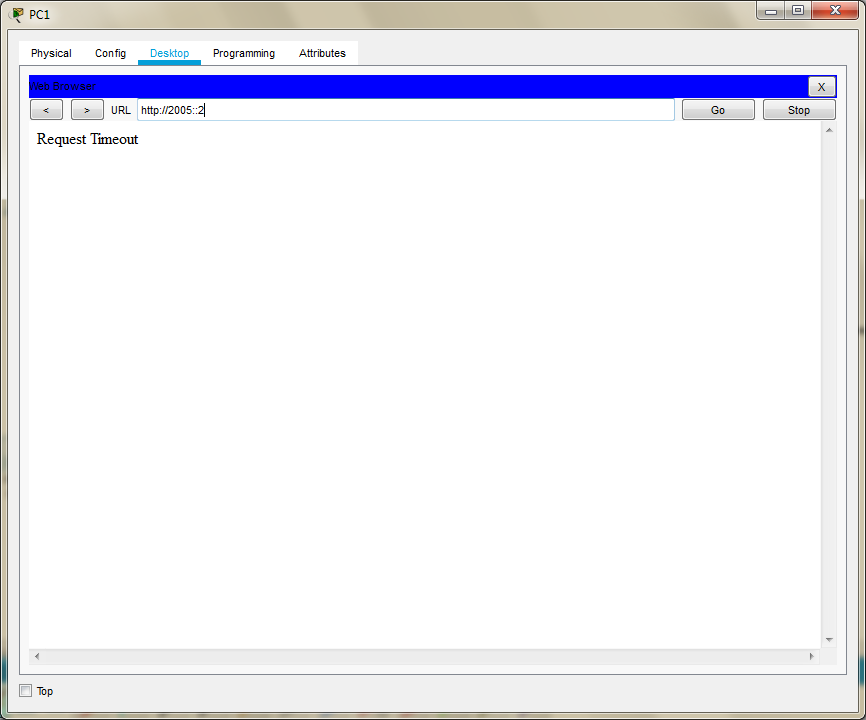 PC1
Physical Config Desktop Programming Attributes
Web Browser
X
< > URL http://2005::2 Go Stop
Request Timeout
Top